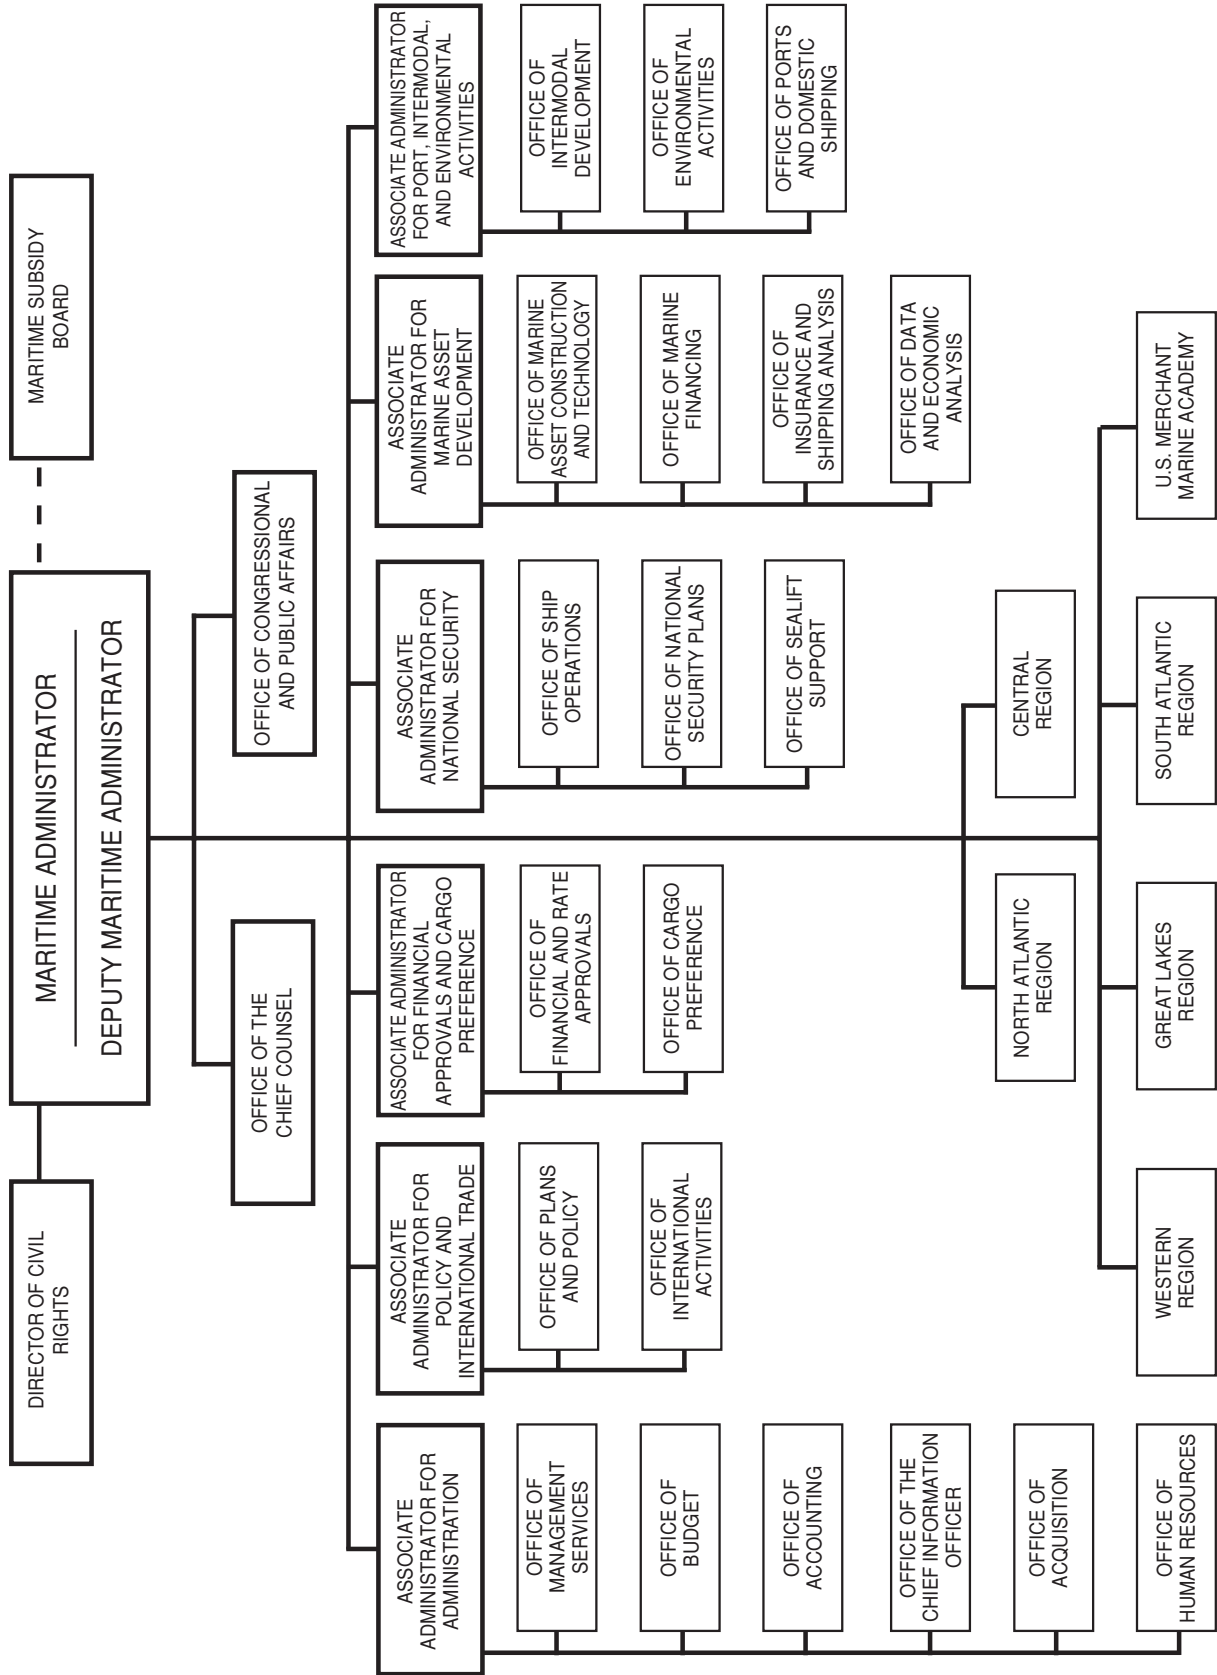 DIRECTOR OF CIVIL
RIGHTS
MARITIME ADMINISTRATOR
DEPUTY MARITIME ADMINISTRATOR
MARITIME SUBSIDY
BOARD
OFFICE OF THE
CHIEF COUNSEL
OFFICE OF CONGRESSIONAL
AND PUBLIC AFFAIRS
ASSOCIATE
ADMINISTRATOR FOR
ADMINISTRATION
OFFICE OF
MANAGEMENT
SERVICES
OFFICE OF
BUDGET
OFFICE OF
ACCOUNTING
OFFICE OF THE
CHIEF INFORMATION
OFFICER
OFFICE OF
ACQUISITION
OFFICE OF
HUMAN RESOURCES
ASSOCIATE
ADMINISTRATOR FOR
POLICY AND
INTERNATIONAL TRADE
OFFICE OF PLANS
AND POLICY
OFFICE OF
INTERNATIONAL
ACTIVITIES
ASSOCIATE ADMINISTRATOR
FOR FINANCIAL
APPROVALS AND CARGO
PREFERENCE
OFFICE OF
FINANCIAL AND RATE
APPROVALS
OFFICE OF CARGO
PREFERENCE
ASSOCIATE
ADMINISTRATOR FOR
NATIONAL SECURITY
OFFICE OF SHIP
OPERATIONS
OFFICE OF NATIONAL
SECURITY PLANS
OFFICE OF SEALIFT
SUPPORT
ASSOCIATE
ADMINISTRATOR FOR
MARINE ASSET
DEVELOPMENT
OFFICE OF MARINE
ASSET CONSTRUCTION
AND TECHNOLOGY
OFFICE OF MARINE
FINANCING
OFFICE OF
INSURANCE AND
SHIPPING ANALYSIS
OFFICE OF DATA
AND ECONOMIC
ANALYSIS
ASSOCIATE ADMINISTRATOR
FOR PORT, INTERMODAL,
AND ENVIRONMENTAL
ACTIVITIES
OFFICE OF
INTERMODAL
DEVELOPMENT
OFFICE OF
ENVIRONMENTAL
ACTIVITIES
OFFICE OF PORTS
AND DOMESTIC
SHIPPING
NORTH ATLANTIC
REGION
CENTRAL
REGION
WESTERN
REGION
GREAT LAKES
REGION
SOUTH ATLANTIC
REGION
U.S. MERCHANT
MARINE ACADEMY